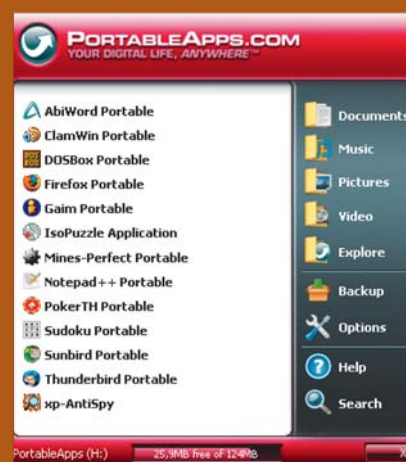 PORTABLEAPPS.COM
YOUR DIGITAL LIFE, ANYWHERE™
AbiWord Portable
ClamWin Portable
DOSBox Portable
Firefox Portable
Gaim Portable
IsoPuzzle Application
Mines-Perfect Portable
Notepad++ Portable
PokerTH Portable
Sudoku Portable
Sunbird Portable
Thunderbird Portable
xp-AntiSpy
Documents
Music
Pictures
Video
Explore
Backup
Options
Help
Search
PortableApps (H:)
25,9MB free of 124MB
X